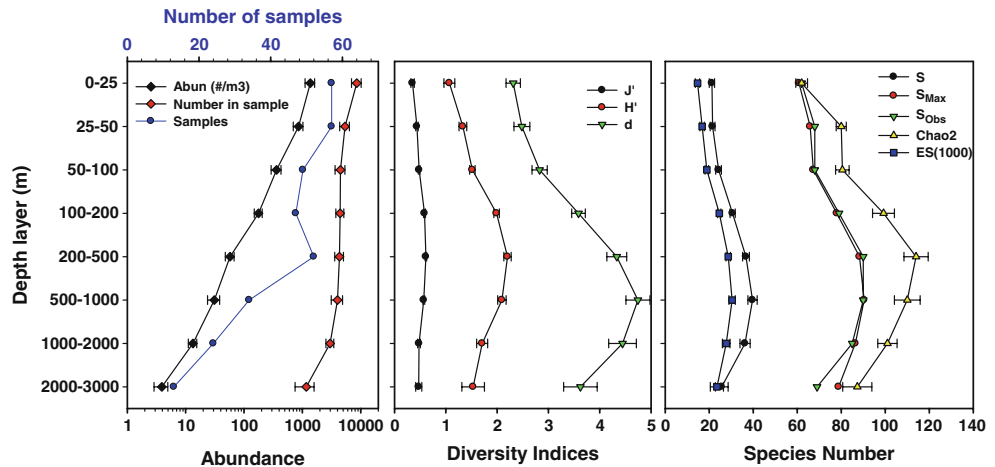 Number of samples
0 20 40 60
Depth layer (m)
0-25
25-50
50-100
100-200
200-500
500-1000
1000-2000
2000-3000
Abun (#/m3)
Number in sample
Samples
1 10 100 1000 10000
Abundance
J'
H'
d
0 1 2 3 4 5
Diversity Indices
S
SMax
SObs
Chao2
ES(1000)
0 20 40 60 80 100 120 140
Species Number